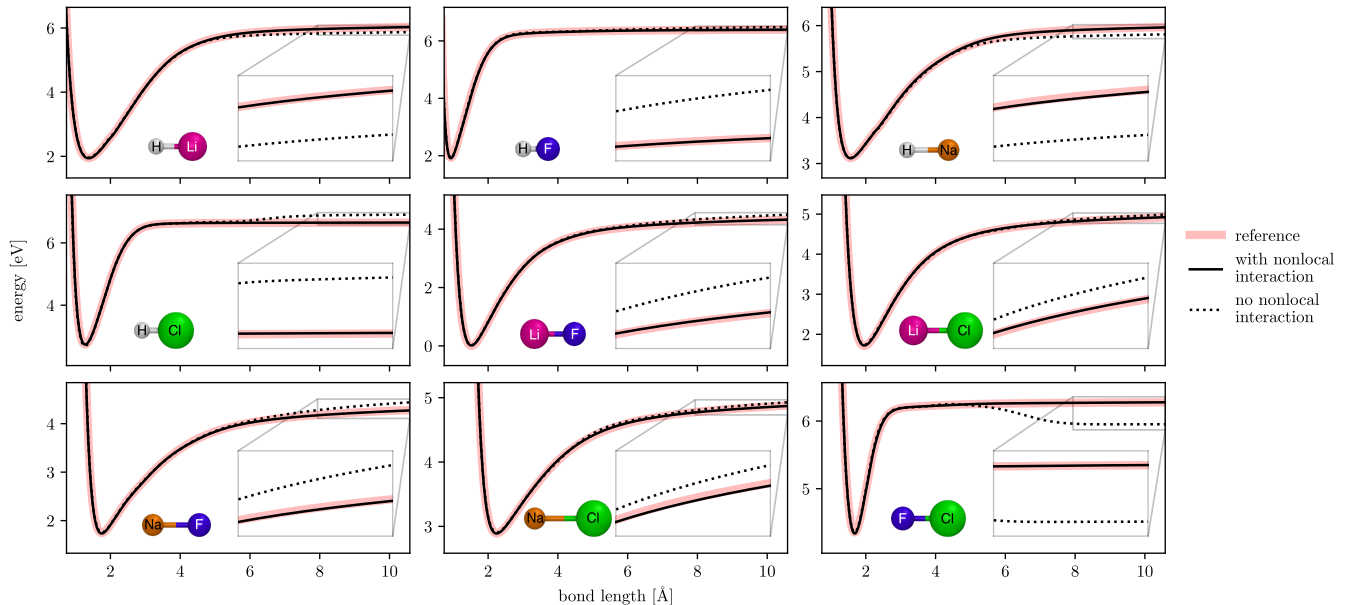 6
4
2
H Li
6
4
2
H F
6
5
4
3
H Na
energy [eV]
6
4
H Cl
4
2
0
Li F
5
4
3
2
Li Cl
reference
with nonlocal
interaction
no nonlocal
interaction
4
3
2
Na F
2 4 6 8 10
5
4
3
Na Cl
2 4 6 8 10
6
5
F Cl
2 4 6 8 10
bond length [Å]